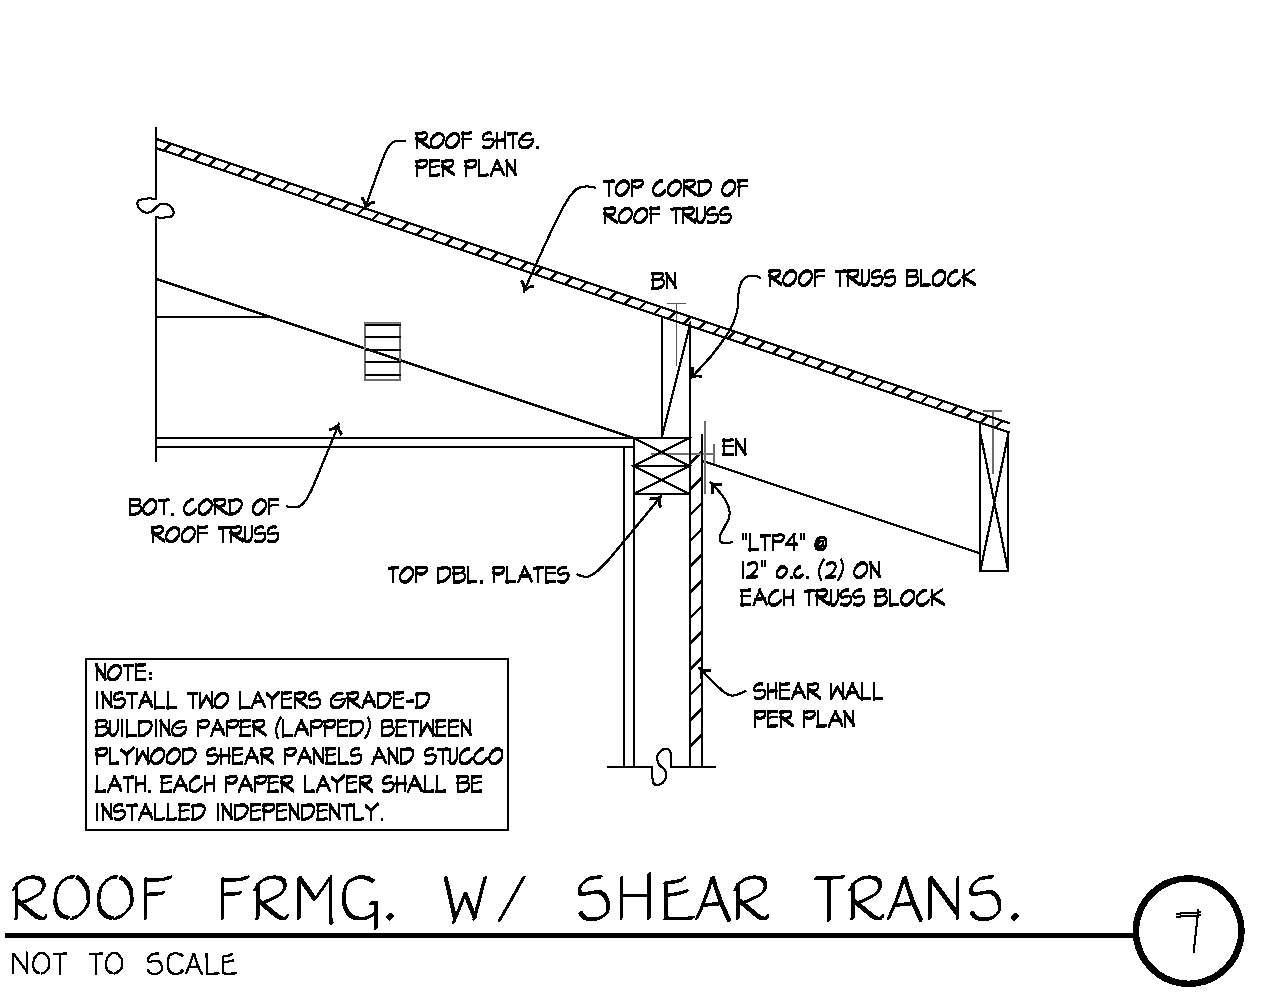 ROOF SHTG.
PER PLAN
TOP CORD OF
ROOF TRUSS
BN
ROOF TRUSS BLOCK
EN
BOT. CORD OF
ROOF TRUSS
TOP DBL. PLATES
"LTP4" @
12" o.c. (2) ON
EACH TRUSS BLOCK
SHEAR WALL
PER PLAN
NOTE:
INSTALL TWO LAYERS GRADE-D
BUILDING PAPER (LAPPED) BETWEEN
PLYWOOD SHEAR PANELS AND STUCCO
LATH. EACH PAPER LAYER SHALL BE
INSTALLED INDEPENDENTLY.
ROOF FRMG. W/ SHEAR TRANS.
7
NOT TO SCALE